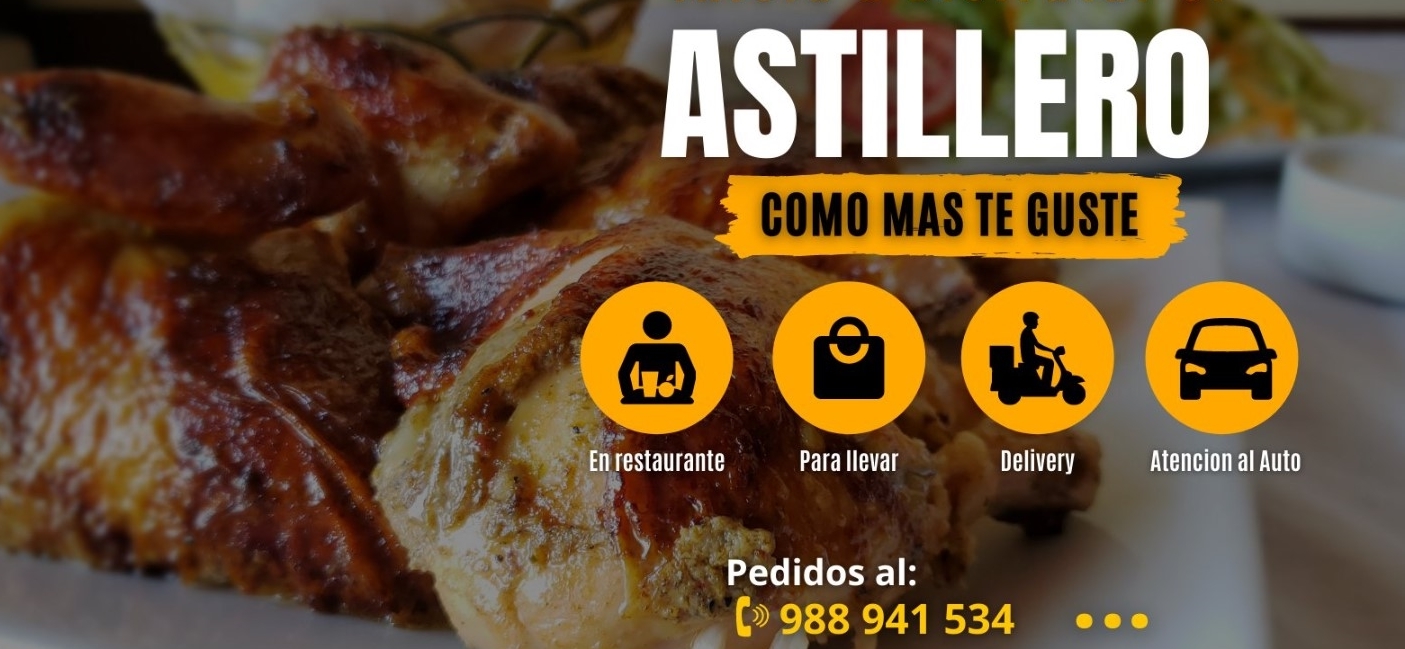 ASTILLERO
COMO MAS TE GUSTE
En restaurante
Para llevar
Delivery
Atencion al Auto
Pedidos al:
988 941 534